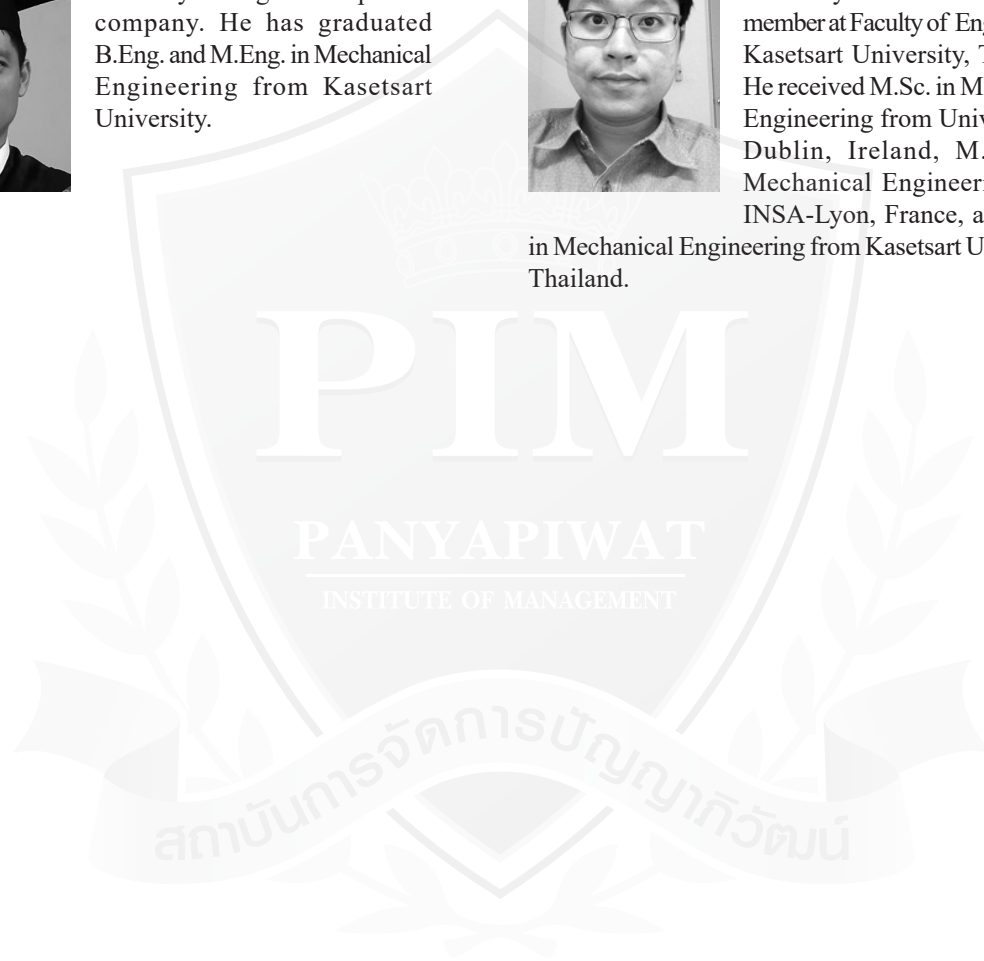 company. He has graduated
B.Eng. and M.Eng. in Mechanical
Engineering from Kasetsart
University.
member at Faculty of
Kasetsart University,
He received M.Sc. in
Engineering from
Dublin, Ireland,
Mechanical
INSA-Lyon, France,
in Mechanical Engineering from Kasetsart
Thailand.
PIM
PANYAPIWAT
INSTITUTE OF MANAGEMENT
สถาบันการจัดการปัญญาภิวัฒน์